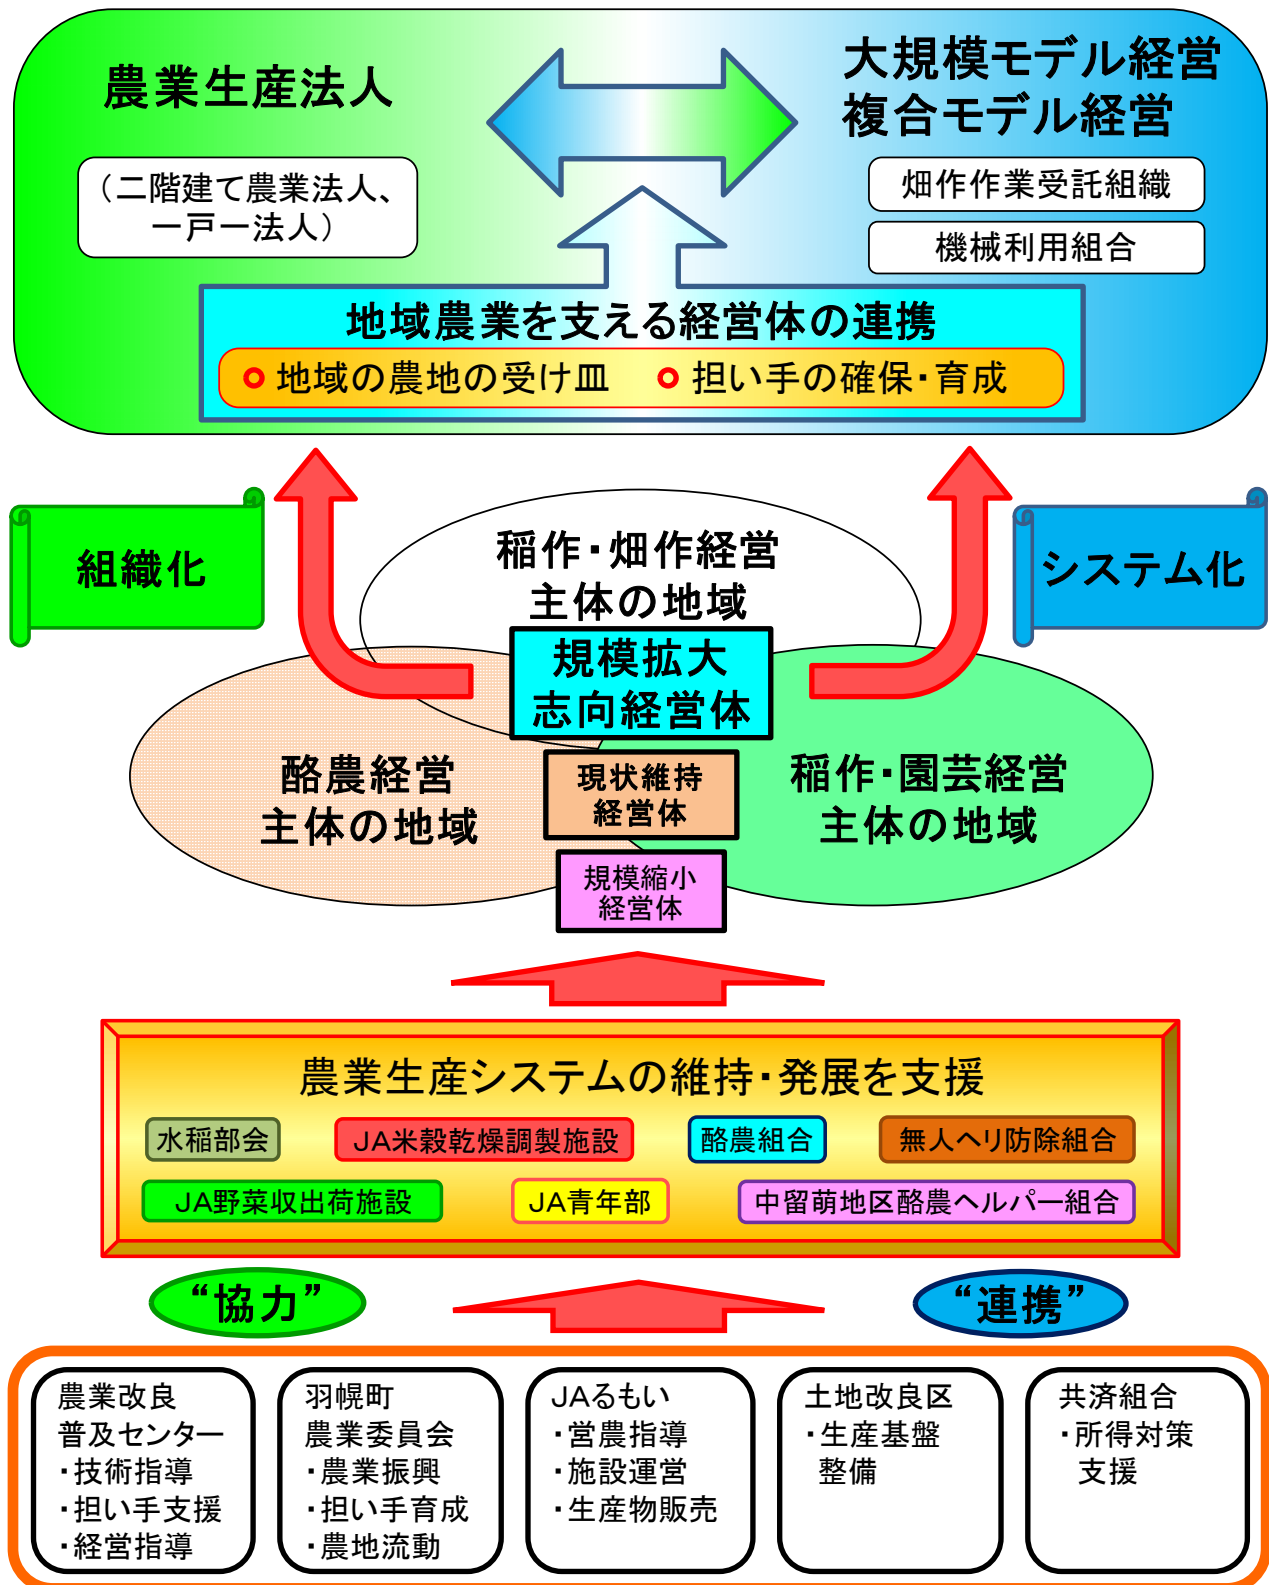 農業生産法人
(二階建て農業法人、
一戸一法人)
大規模モデル経営
複合モデル経営
畑作作業受託組織
機械利用組合
地域農業を支える経営体の連携
地域の農地の受け皿
担い手の確保・育成
組織化
システム化
稲作・畑作経営
主体の地域
規模拡大
志向経営体
酪農経営
主体の地域
現状維持
経営体
稲作・園芸経営
主体の地域
規模縮小
経営体
農業生産システムの維持・発展を支援
水稲部会
JA米穀乾燥調製施設
酪農組合
無人ヘリ防除組合
JA野菜収出荷施設
JA青年部
中留萌地区酪農ヘルパー組合
“協力”
“連携”
農業改良
普及センター
・技術指導
・担い手支援
・経営指導
羽幌町
農業委員会
・農業振興
・担い手育成
・農地流動
JAるもい
・営農指導
・施設運営
・生産物販売
土地改良区
・生産基盤
整備
共済組合
・所得対策
支援